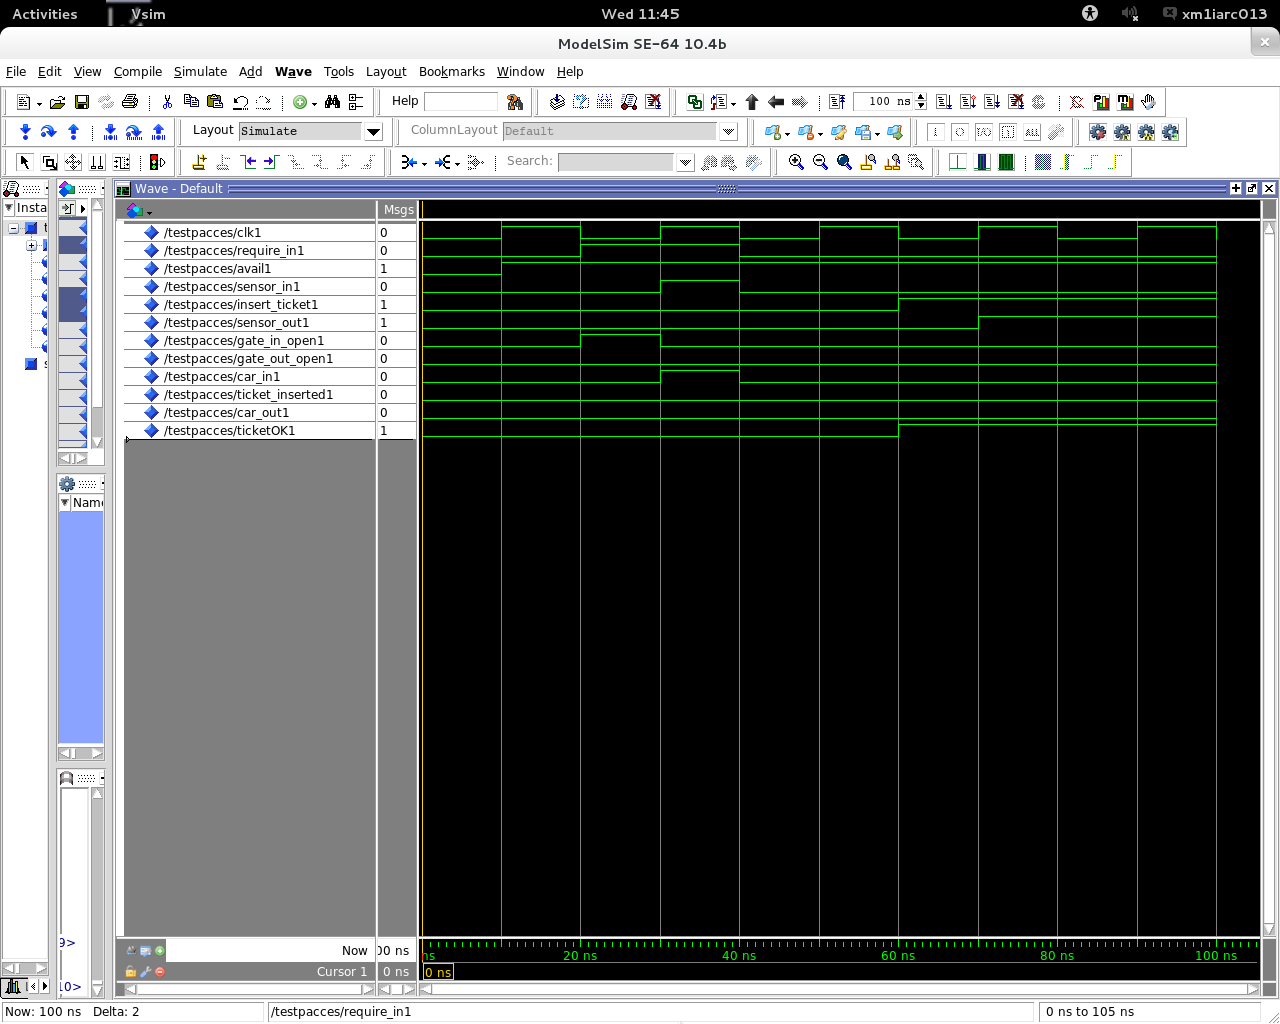 Activities Vsim Wed 11:45 xm1iarc013
ModelSim SE-64 10.4b
File Edit View Compile Simulate Add Wave Tools Layout Bookmarks Window Help
Help 100 ns
Layout Simulate ColumnLayout Default
Search:
Wave - Default
Insta Msgs
/testpacces/clk1 0
/testpacces/require_in1 0
/testpacces/avail1 1
/testpacces/sensor_in1 0
/testpacces/insert_ticket1 1
/testpacces/sensor_out1 1
/testpacces/gate_in_open1 0
/testpacces/gate_out_open1 0
/testpacces/car_in1 0
/testpacces/ticket_inserted1 0
/testpacces/car_out1 0
/testpacces/ticketOK1 1
Name
9>
Now 00 ns ns 20 ns 40 ns 60 ns 80 ns 100 ns
Cursor 1 0 ns 0 ns
10>
Now: 100 ns Delta: 2 /testpacces/require_in1 0 ns to 105 ns